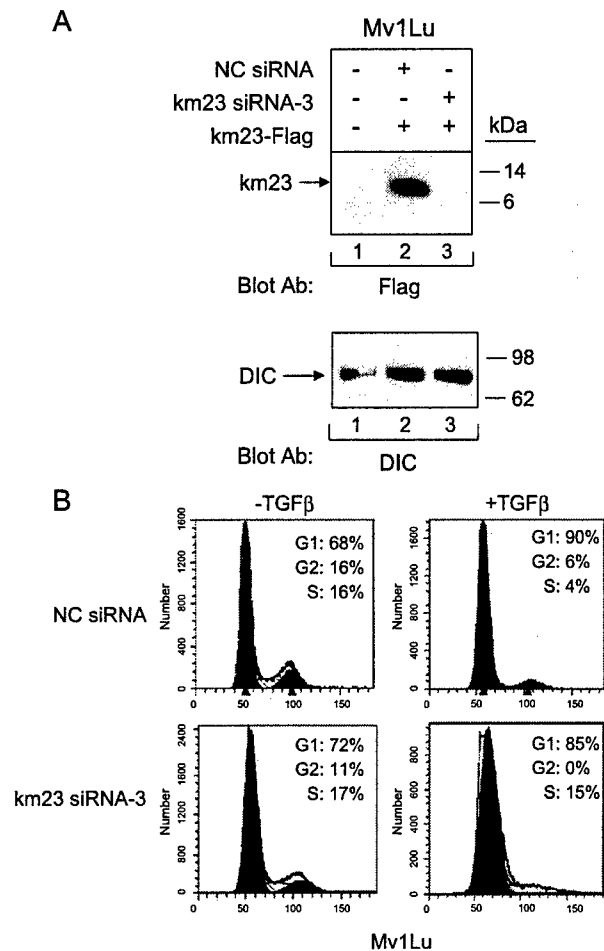 A
Mv1Lu
NC siRNA - + -
km23 siRNA-3 - - +
km23-Flag - + + kDa
km23 14
6
1 2 3
Blot Ab: Flag
DIC 98
62
1 2 3
Blot Ab: DIC
B
-TGFβ +TGFβ
NC siRNA
Number
1600
1200
800
400
0
0 50 100 150
G1: 68%
G2: 16%
S: 16%
Number
1600
1200
800
400
0
0 50 100 150
G1: 90%
G2: 6%
S: 4%
km23 siRNA-3
Number
2400
1600
800
0
0 50 100 150
G1: 72%
G2: 11%
S: 17%
Number
800
600
400
200
0
0 50 100 150
G1: 85%
G2: 0%
S: 15%
Mv1Lu